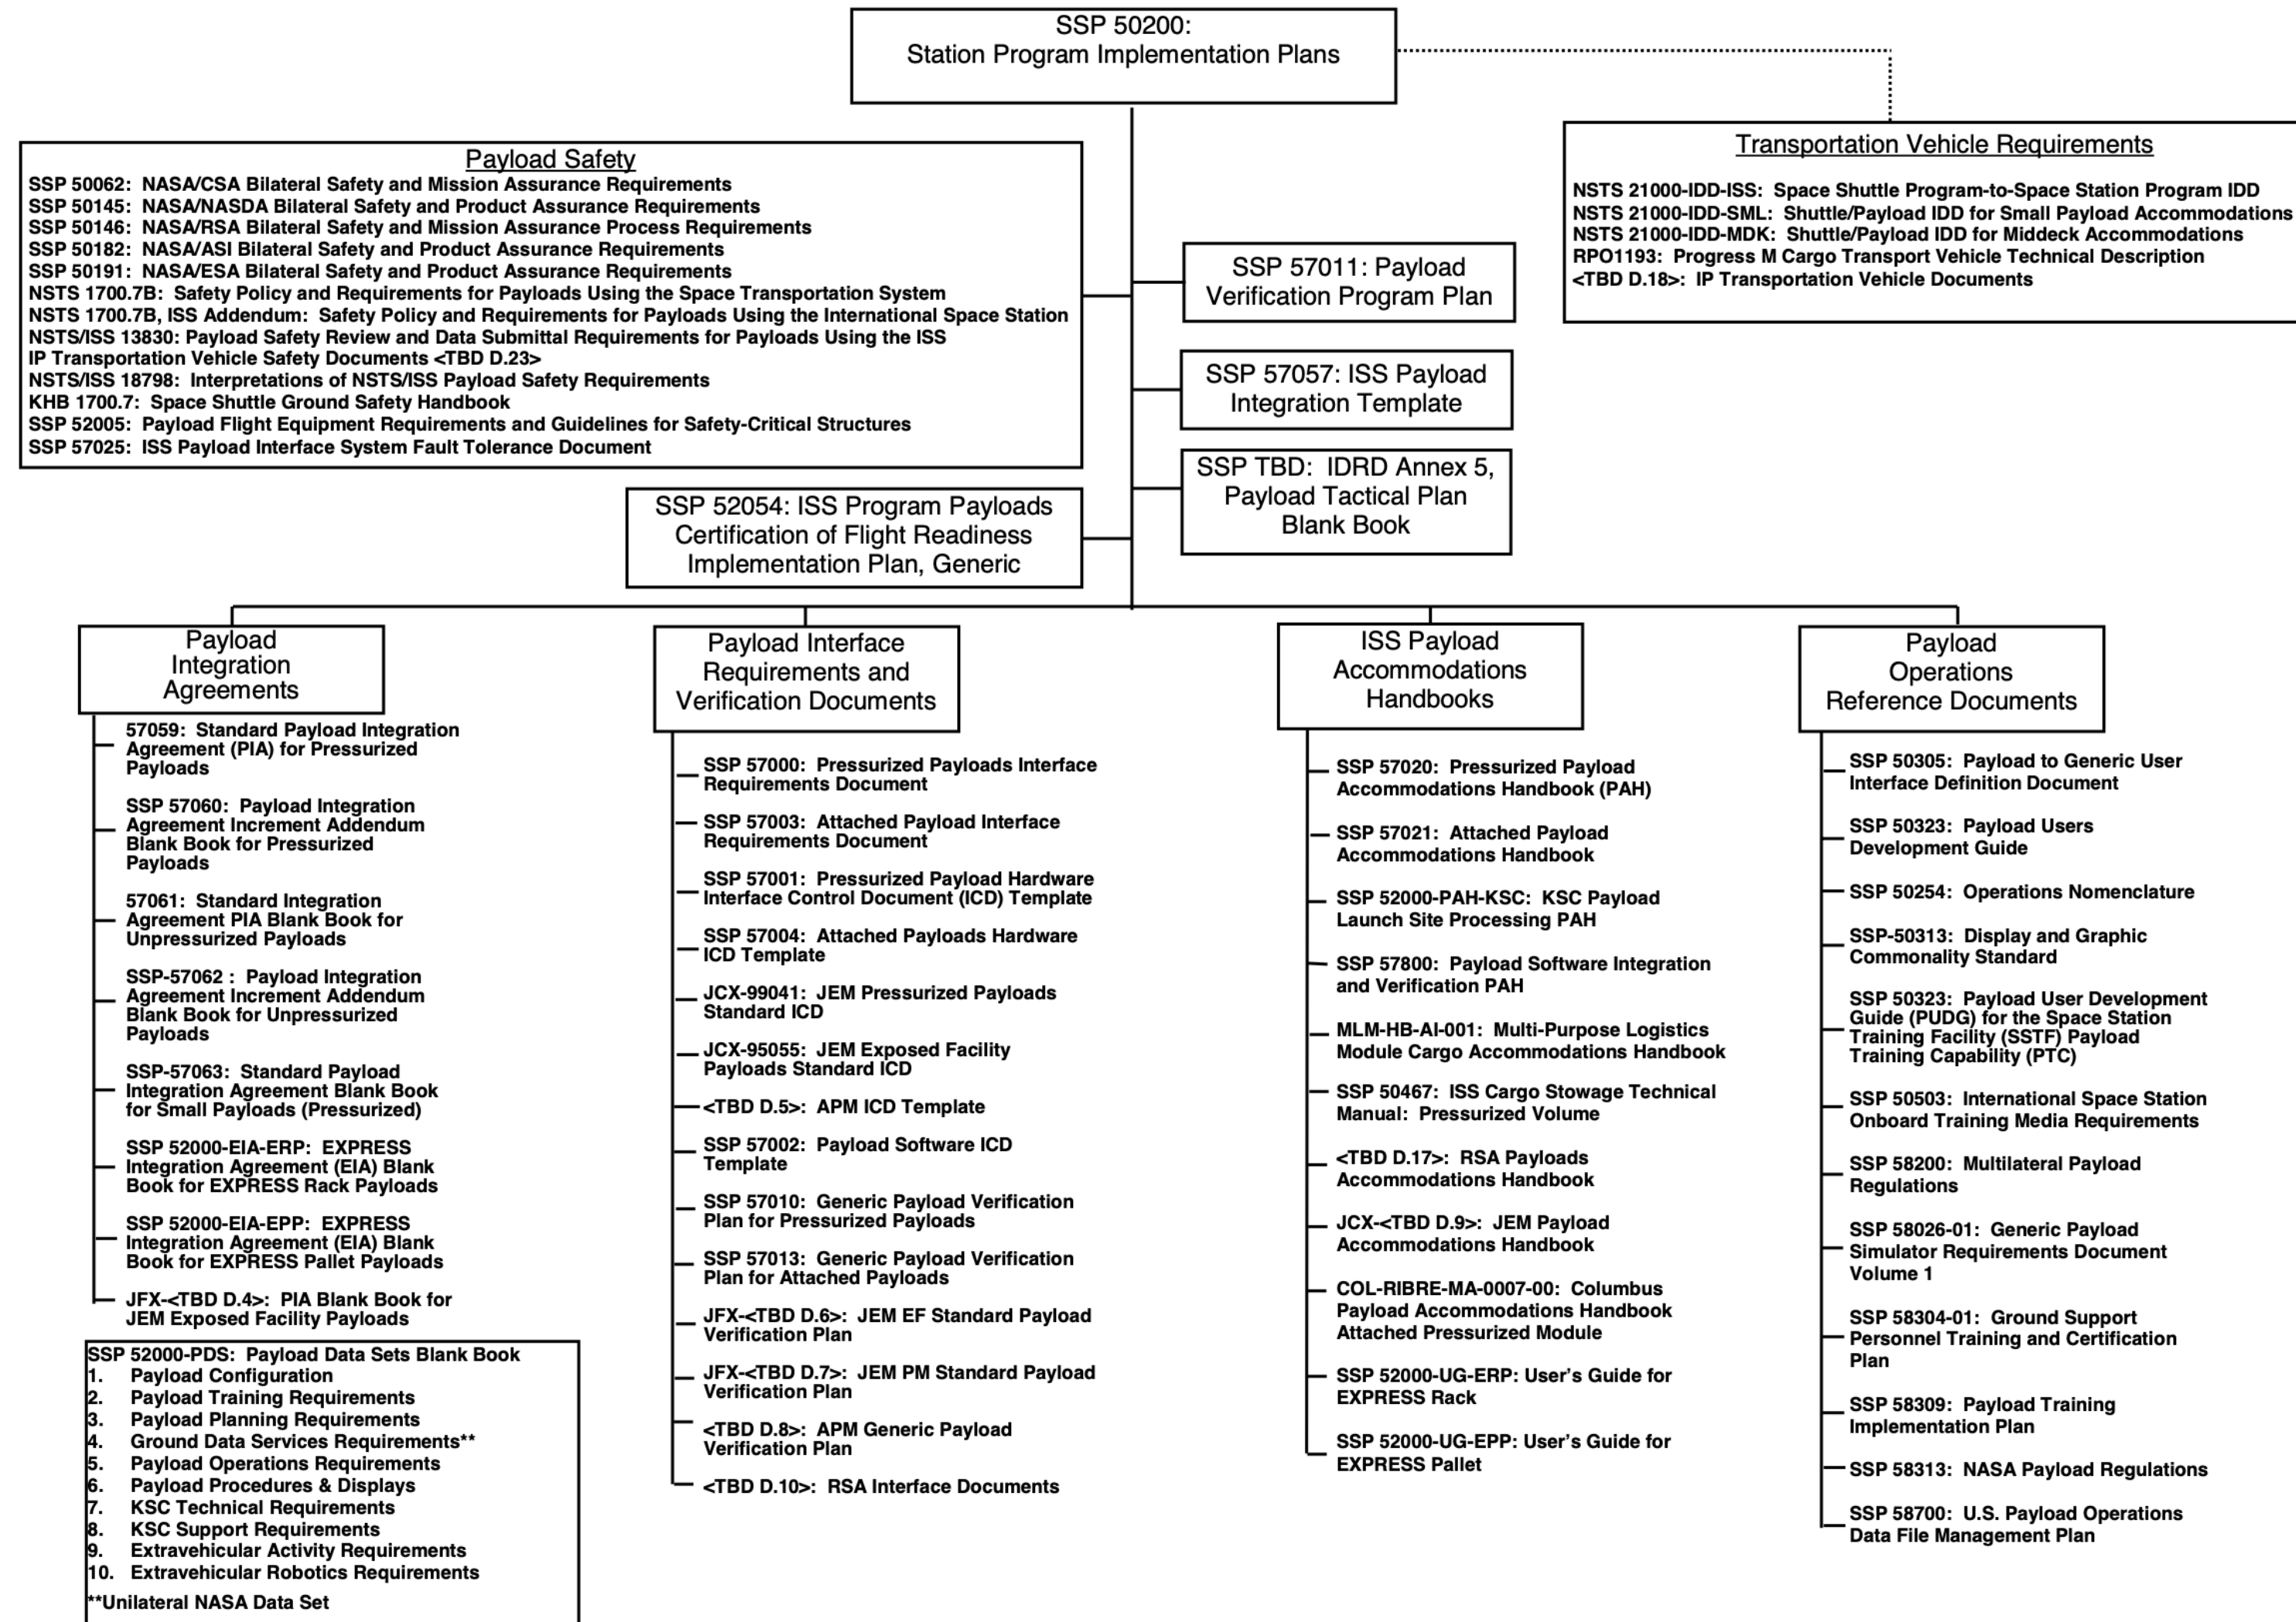 SSP 50200:
Station Program Implementation Plans
Payload Safety
SSP 50062: NASA/CSA Bilateral Safety and Mission Assurance Requirements
SSP 50145: NASA/NASDA Bilateral Safety and Product Assurance Requirements
SSP 50146: NASA/RSA Bilateral Safety and Mission Assurance Process Requirements
SSP 50182: NASA/ASI Bilateral Safety and Product Assurance Requirements
SSP 50191: NASA/ESA Bilateral Safety and Product Assurance Requirements
NSTS 1700.7B: Safety Policy and Requirements for Payloads Using the Space Transportation System
NSTS 1700.7B, ISS Addendum: Safety Policy and Requirements for Payloads Using the International Space Station
NSTS/ISS 13830: Payload Safety Review and Data Submittal Requirements for Payloads Using the ISS
IP Transportation Vehicle Safety Documents <TBD D.23>
NSTS/ISS 18798: Interpretations of NSTS/ISS Payload Safety Requirements
KHB 1700.7: Space Shuttle Ground Safety Handbook
SSP 52005: Payload Flight Equipment Requirements and Guidelines for Safety-Critical Structures
SSP 57025: ISS Payload Interface System Fault Tolerance Document
Transportation Vehicle Requirements
NSTS 21000-IDD-ISS: Space Shuttle Program-to-Space Station Program IDD
NSTS 21000-IDD-SML: Shuttle/Payload IDD for Small Payload Accommodations
NSTS 21000-IDD-MDK: Shuttle/Payload IDD for Middeck Accommodations
RPO1193: Progress M Cargo Transport Vehicle Technical Description
<TBD D.18>: IP Transportation Vehicle Documents
SSP 57011: Payload
Verification Program Plan
SSP 57057: ISS Payload
Integration Template
SSP TBD: IDRD Annex 5,
Payload Tactical Plan
Blank Book
SSP 52054: ISS Program Payloads
Certification of Flight Readiness
Implementation Plan, Generic
Payload
Integration
Agreements
57059: Standard Payload Integration
Agreement (PIA) for Pressurized
Payloads
SSP 57060: Payload Integration
Agreement Increment Addendum
Blank Book for Pressurized
Payloads
57061: Standard Integration
Agreement PIA Blank Book for
Unpressurized Payloads
SSP-57062 : Payload Integration
Agreement Increment Addendum
Blank Book for Unpressurized
Payloads
SSP-57063: Standard Payload
Integration Agreement Blank Book
for Small Payloads (Pressurized)
SSP 52000-EIA-ERP: EXPRESS
Integration Agreement (EIA) Blank
Book for EXPRESS Rack Payloads
SSP 52000-EIA-EPP: EXPRESS
Integration Agreement (EIA) Blank
Book for EXPRESS Pallet Payloads
JFX-<TBD D.4>: PIA Blank Book for
JEM Exposed Facility Payloads
SSP 52000-PDS: Payload Data Sets Blank Book
1. Payload Configuration
2. Payload Training Requirements
3. Payload Planning Requirements
4. Ground Data Services Requirements**
5. Payload Operations Requirements
6. Payload Procedures & Displays
7. KSC Technical Requirements
8. KSC Support Requirements
9. Extravehicular Activity Requirements
10. Extravehicular Robotics Requirements
**Unilateral NASA Data Set
Payload Interface
Requirements and
Verification Documents
SSP 57000: Pressurized Payloads Interface
Requirements Document
SSP 57003: Attached Payload Interface
Requirements Document
SSP 57001: Pressurized Payload Hardware
Interface Control Document (ICD) Template
SSP 57004: Attached Payloads Hardware
ICD Template
JCX-99041: JEM Pressurized Payloads
Standard ICD
JCX-95055: JEM Exposed Facility
Payloads Standard ICD
<TBD D.5>: APM ICD Template
SSP 57002: Payload Software ICD
Template
SSP 57010: Generic Payload Verification
Plan for Pressurized Payloads
SSP 57013: Generic Payload Verification
Plan for Attached Payloads
JFX-<TBD D.6>: JEM EF Standard Payload
Verification Plan
JFX-<TBD D.7>: JEM PM Standard Payload
Verification Plan
<TBD D.8>: APM Generic Payload
Verification Plan
<TBD D.10>: RSA Interface Documents
ISS Payload
Accommodations
Handbooks
SSP 57020: Pressurized Payload
Accommodations Handbook (PAH)
SSP 57021: Attached Payload
Accommodations Handbook
SSP 52000-PAH-KSC: KSC Payload
Launch Site Processing PAH
SSP 57800: Payload Software Integration
and Verification PAH
MLM-HB-AI-001: Multi-Purpose Logistics
Module Cargo Accommodations Handbook
SSP 50467: ISS Cargo Stowage Technical
Manual: Pressurized Volume
<TBD D.17>: RSA Payloads
Accommodations Handbook
JCX-<TBD D.9>: JEM Payload
Accommodations Handbook
COL-RIBRE-MA-0007-00: Columbus
Payload Accommodations Handbook
Attached Pressurized Module
SSP 52000-UG-ERP: User's Guide for
EXPRESS Rack
SSP 52000-UG-EPP: User's Guide for
EXPRESS Pallet
Payload
Operations
Reference Documents
SSP 50305: Payload to Generic User
Interface Definition Document
SSP 50323: Payload Users
Development Guide
SSP 50254: Operations Nomenclature
SSP-50313: Display and Graphic
Commonality Standard
SSP 50323: Payload User Development
Guide (PUDG) for the Space Station
Training Facility (SSTF) Payload
Training Capability (PTC)
SSP 50503: International Space Station
Onboard Training Media Requirements
SSP 58200: Multilateral Payload
Regulations
SSP 58026-01: Generic Payload
Simulator Requirements Document
Volume 1
SSP 58304-01: Ground Support
Personnel Training and Certification
Plan
SSP 58309: Payload Training
Implementation Plan
SSP 58313: NASA Payload Regulations
SSP 58700: U.S. Payload Operations
Data File Management Plan